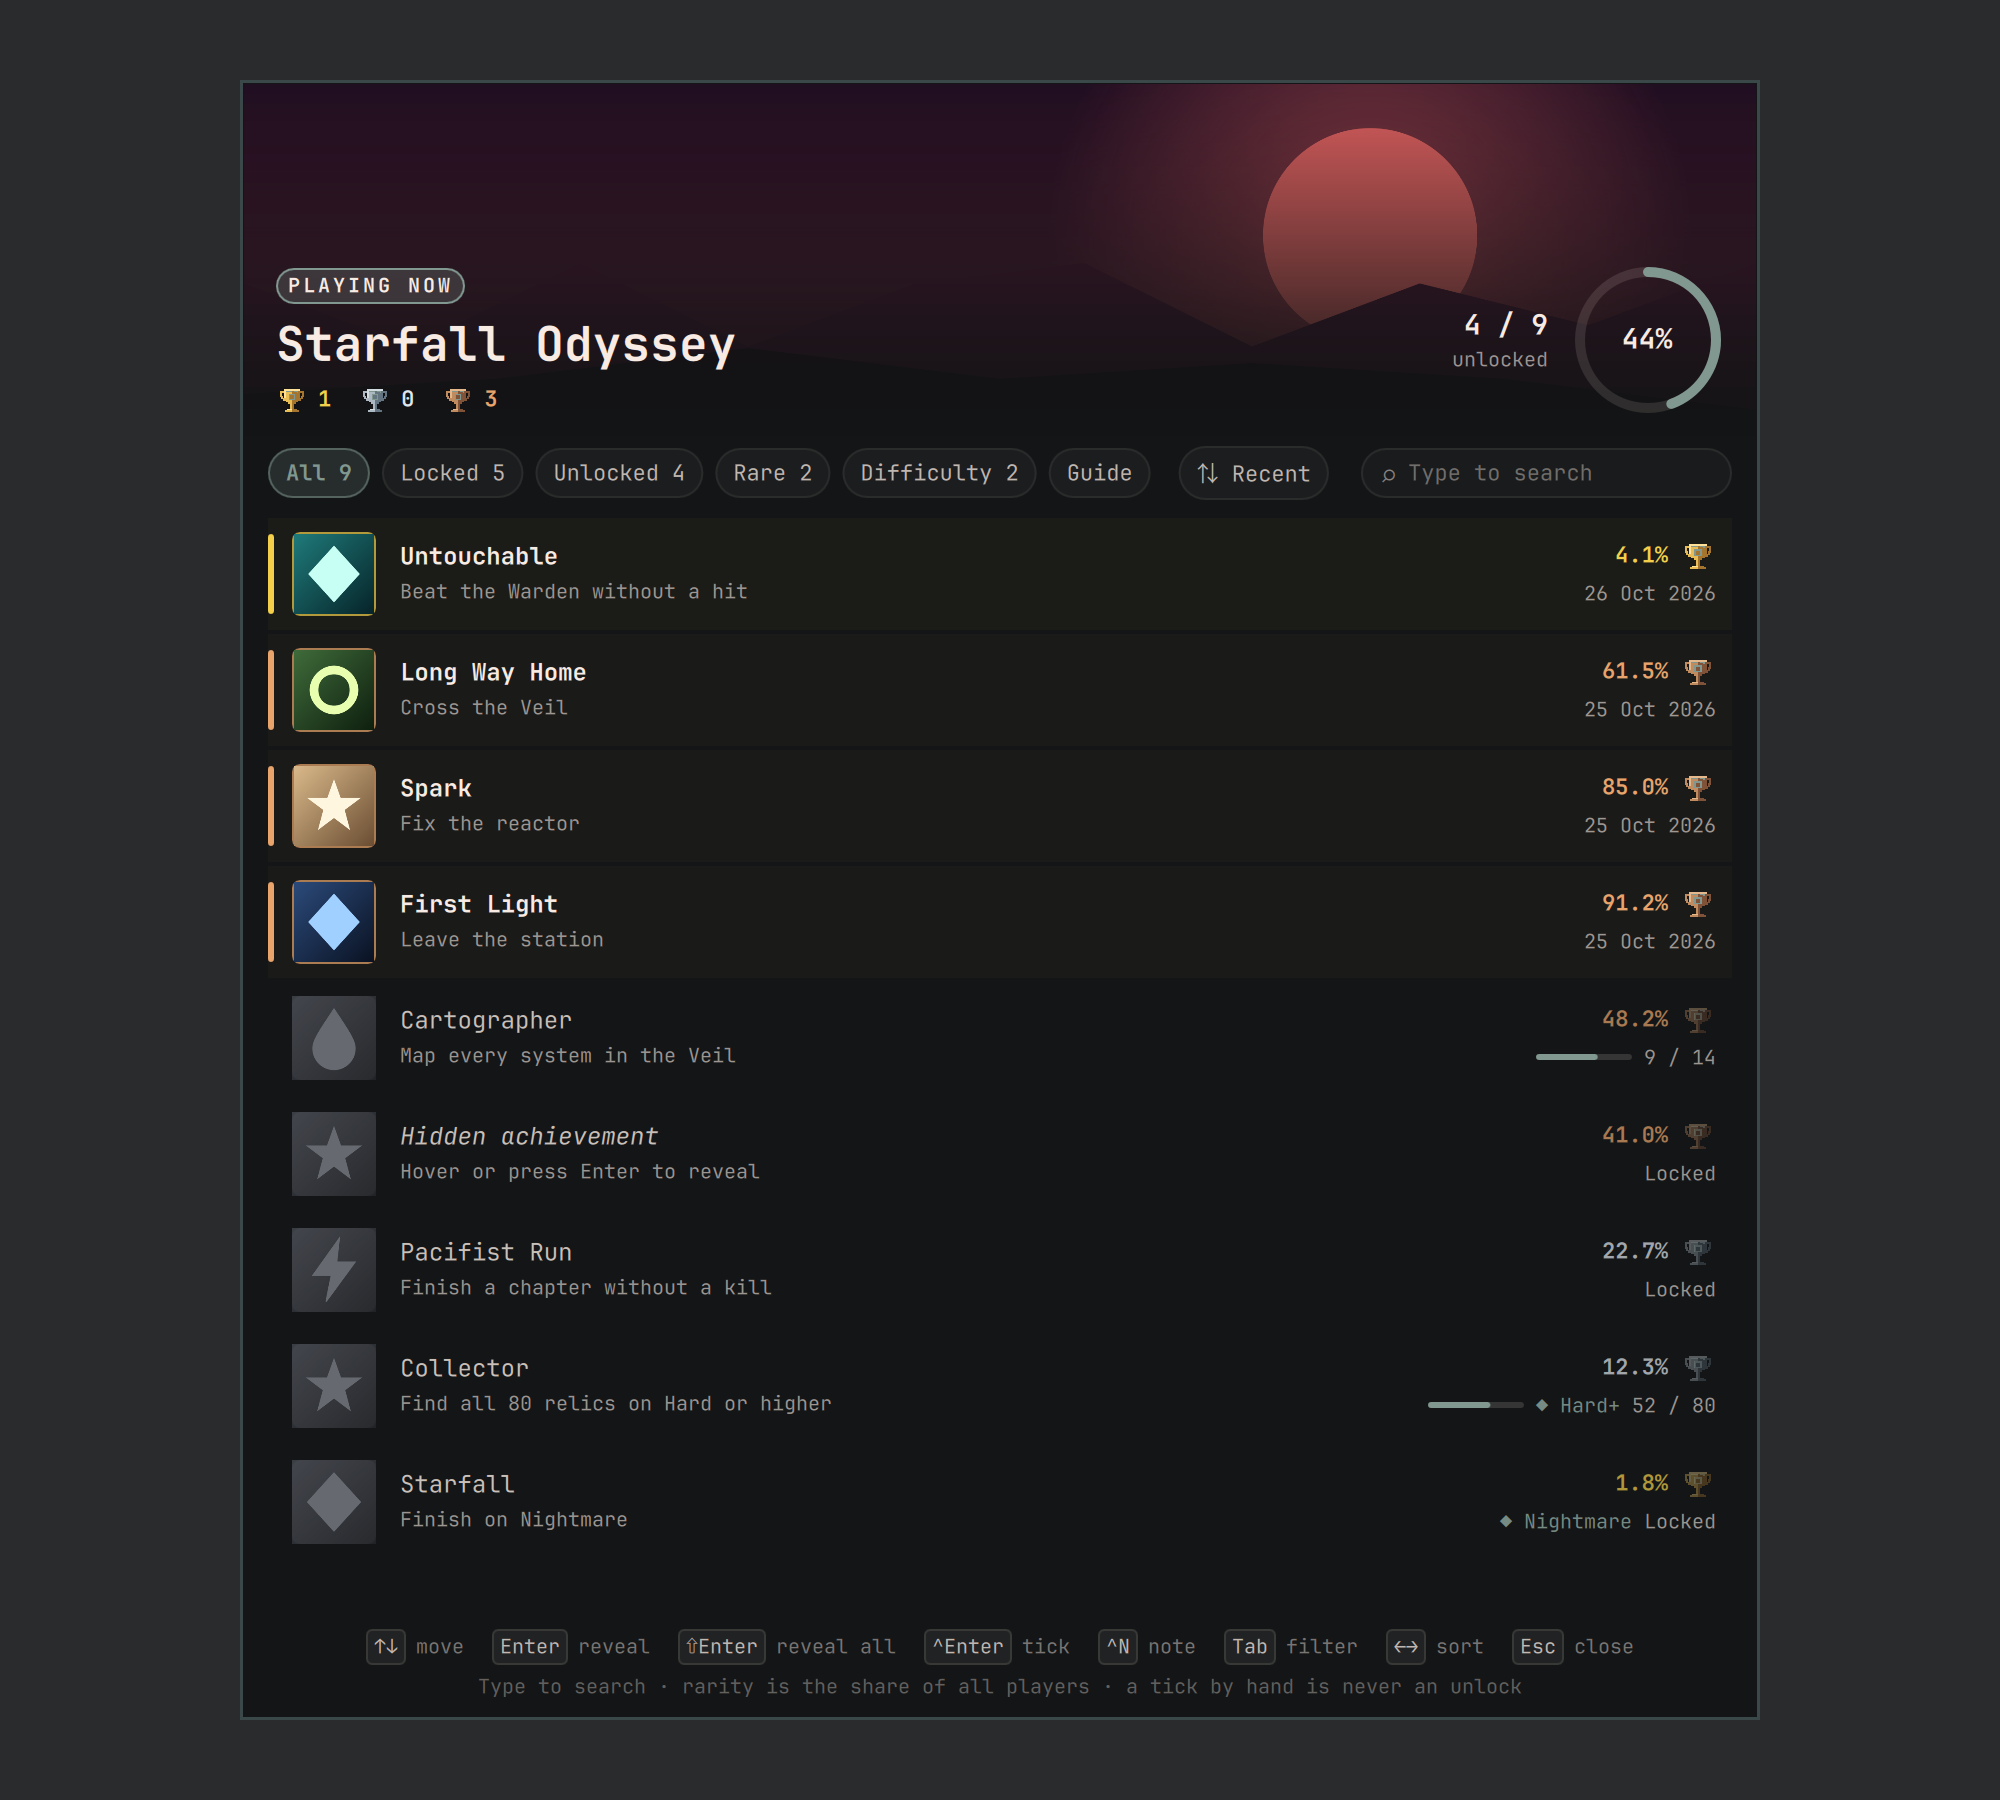 PLAYING NOW
Starfall Odyssey
1 0 3
4 / 9
unlocked
44%
All 9 Locked 5 Unlocked 4 Rare 2 Difficulty 2 Guide ↑↓ Recent ⌕ Type to search
Untouchable
Beat the Warden without a hit
4.1%
26 Oct 2026
Long Way Home
Cross the Veil
61.5%
25 Oct 2026
Spark
Fix the reactor
85.0%
25 Oct 2026
First Light
Leave the station
91.2%
25 Oct 2026
Cartographer
Map every system in the Veil
48.2%
9 / 14
Hidden achievement
Hover or press Enter to reveal
41.0%
Locked
Pacifist Run
Finish a chapter without a kill
22.7%
Locked
Collector
Find all 80 relics on Hard or higher
12.3%
◆ Hard+ 52 / 80
Starfall
Finish on Nightmare
1.8%
◆ Nightmare Locked
↑↓ move Enter reveal ⇧Enter reveal all ^Enter tick ^N note Tab filter ←→ sort Esc close
Type to search · rarity is the share of all players · a tick by hand is never an unlock